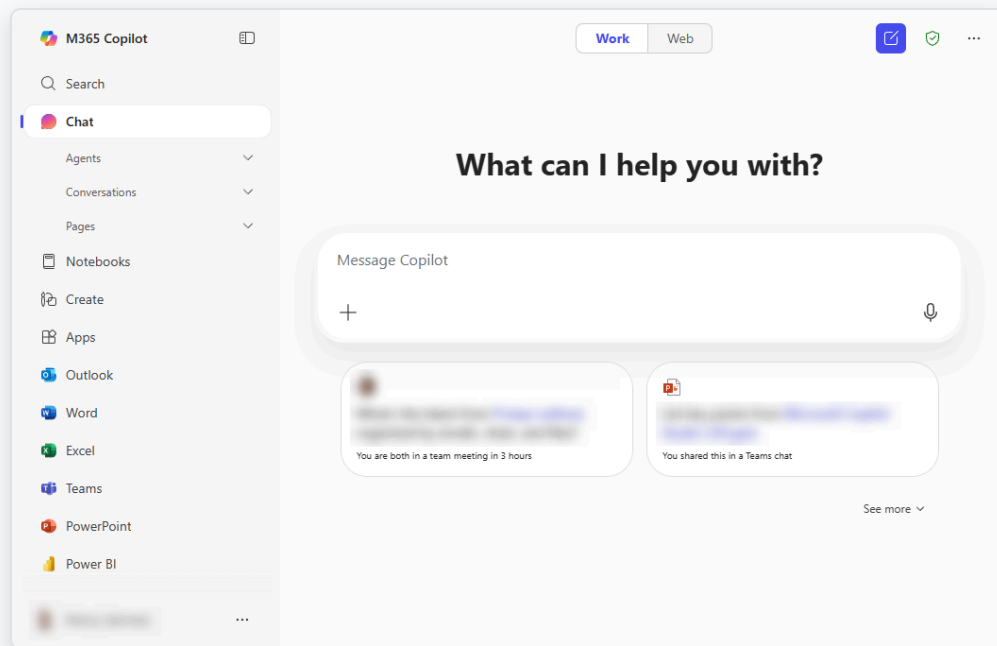 M365 Copilot
Work
Web
Search
Chat
Agents
Conversations
Pages
Notebooks
Create
Apps
Outlook
Word
Excel
Teams
PowerPoint
Power BI
What can I help you with?
Message Copilot
You are both in a team meeting in 3 hours
You shared this in a Teams chat
See more